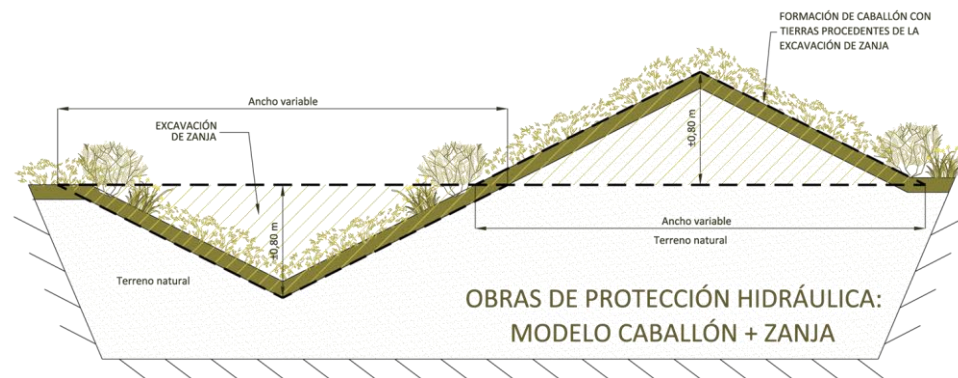 FORMACIÓN DE CABALLÓN CON
TIERRAS PROCEDENTES DE LA
EXCAVACIÓN DE ZANJA
Ancho variable
EXCAVACIÓN
DE ZANJA
±0,80 m
±0,80 m
Ancho variable
Terreno natural
Terreno natural
OBRAS DE PROTECCIÓN HIDRÁULICA:
MODELO CABALLÓN + ZANJA